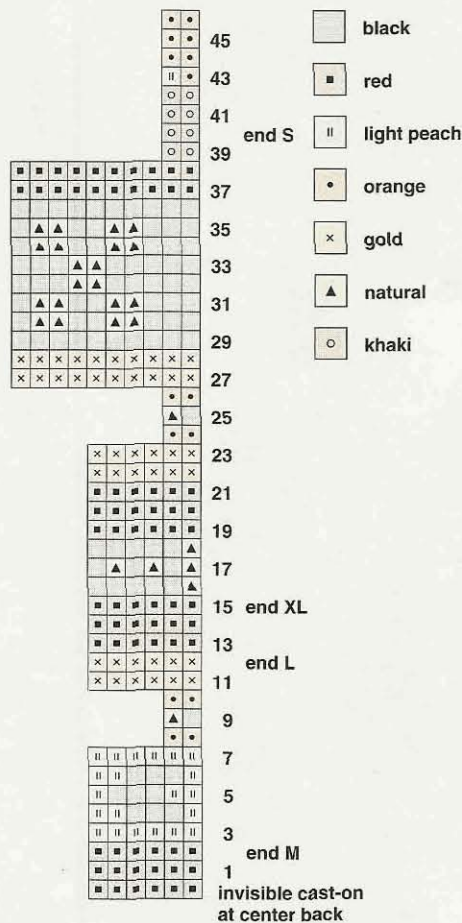 45
43
41
end S
39
37
35
33
31
29
27
25
23
21
19
17
15 end XL
13
end L
11
9
7
5
3
end M
1
invisible cast-on
at center back
black
red
light peach
orange
gold
natural
khaki